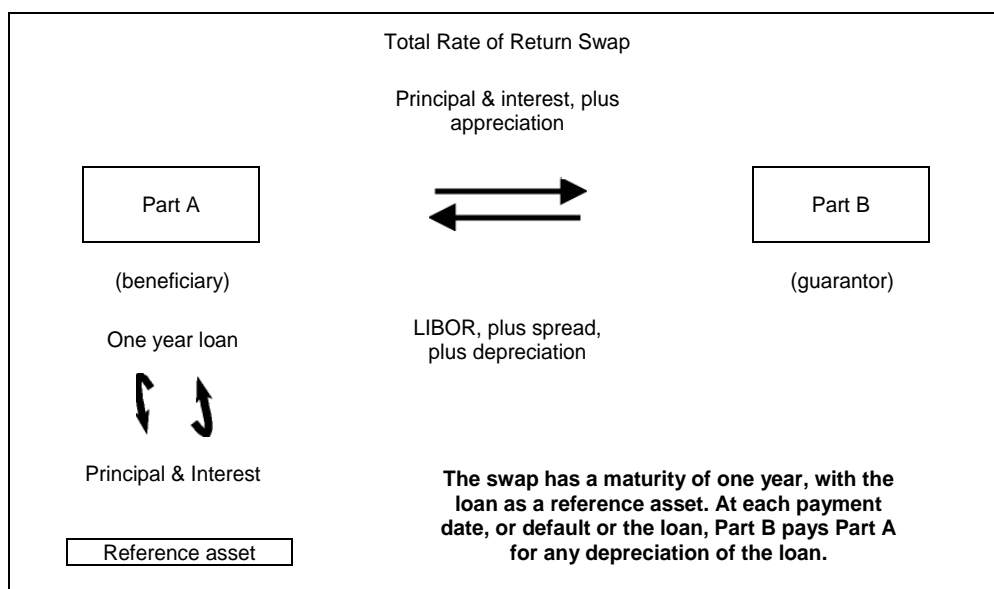 Total Rate of Return Swap
Principal & interest, plus
appreciation
Part A
Part B
(beneficiary)
(guarantor)
One year loan
LIBOR, plus spread,
plus depreciation
Principal & Interest
The swap has a maturity of one year, with the
loan as a reference asset. At each payment
date, or default or the loan, Part B pays Part A
for any depreciation of the loan.
Reference asset